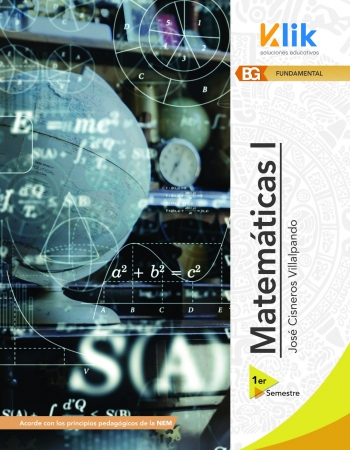 Klik
soluciones educativas
BG FUNDAMENTAL
Matemáticas I
José Cisneros Villalpando
1er
Semestre
E = mc²
a² + b² = c²
S(A)
d'Q
S(A) +
≤ S(B)
A
B
C
D
V
Acorde con los principios pedagógicos de la NEM